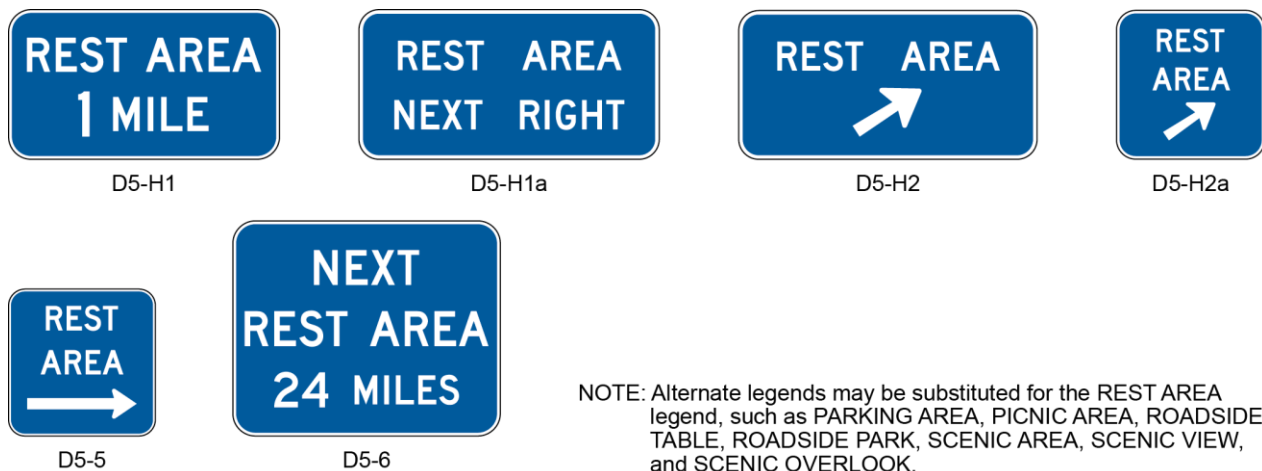 REST AREA
1 MILE
D5-H1
REST AREA
NEXT RIGHT
D5-H1a
REST AREA
D5-H2
REST
AREA
D5-H2a
REST
AREA
D5-5
NEXT
REST AREA
24 MILES
D5-6
NOTE: Alternate legends may be substituted for the REST AREA
legend, such as PARKING AREA, PICNIC AREA, ROADSIDE
TABLE, ROADSIDE PARK, SCENIC AREA, SCENIC VIEW,
and SCENIC OVERLOOK.